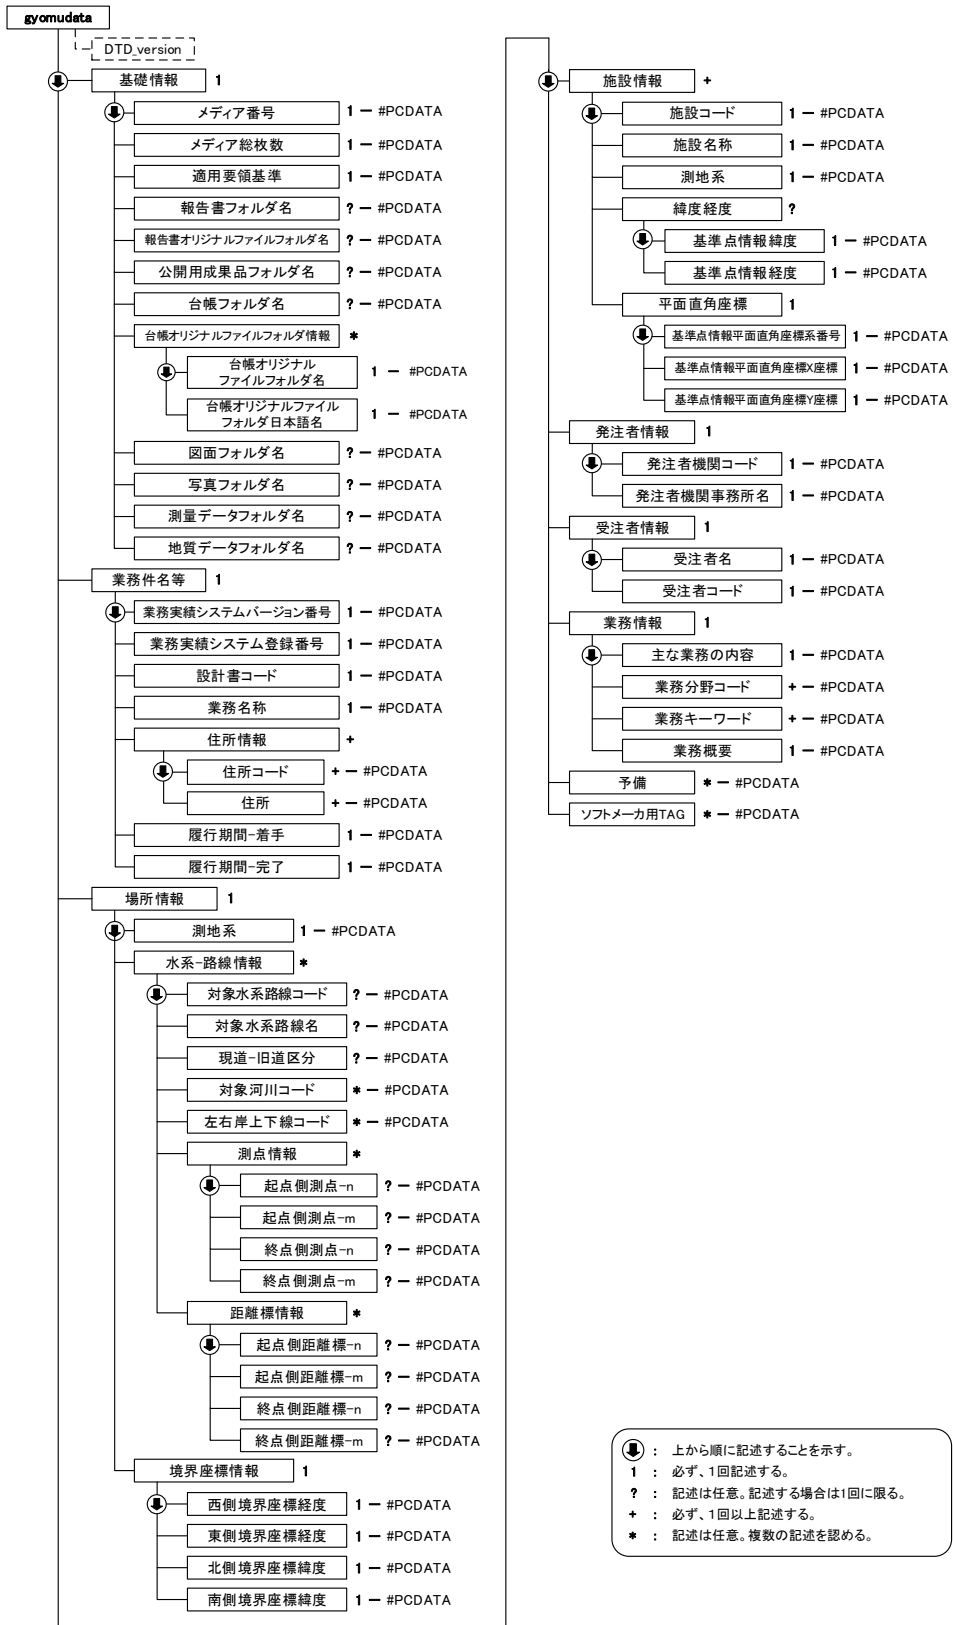 gyomudata
DTD_version
基礎情報 1
メディア番号 1 － #PCDATA
メディア総枚数 1 － #PCDATA
適用要領基準 1 － #PCDATA
報告書フォルダ名 ? － #PCDATA
報告書オリジナルファイルフォルダ名 ? － #PCDATA
公開用成果品フォルダ名 ? － #PCDATA
台帳フォルダ名 ? － #PCDATA
台帳オリジナルファイルフォルダ情報 *
台帳オリジナル
ファイルフォルダ名 1 － #PCDATA
台帳オリジナルファイル
フォルダ日本語名 1 － #PCDATA
図面フォルダ名 ? － #PCDATA
写真フォルダ名 ? － #PCDATA
測量データフォルダ名 ? － #PCDATA
地質データフォルダ名 ? － #PCDATA
業務件名等 1
業務実績システムバージョン番号 1 － #PCDATA
業務実績システム登録番号 1 － #PCDATA
設計書コード 1 － #PCDATA
業務名称 1 － #PCDATA
住所情報 +
住所コード + － #PCDATA
住所 + － #PCDATA
履行期間-着手 1 － #PCDATA
履行期間-完了 1 － #PCDATA
場所情報 1
測地系 1 － #PCDATA
水系-路線情報 *
対象水系路線コード ? － #PCDATA
対象水系路線名 ? － #PCDATA
現道-旧道区分 ? － #PCDATA
対象河川コード * － #PCDATA
左右岸上下線コード * － #PCDATA
測点情報 *
起点側測点-n ? － #PCDATA
起点側測点-m ? － #PCDATA
終点側測点-n ? － #PCDATA
終点側測点-m ? － #PCDATA
距離標情報 *
起点側距離標-n ? － #PCDATA
起点側距離標-m ? － #PCDATA
終点側距離標-n ? － #PCDATA
終点側距離標-m ? － #PCDATA
境界座標情報 1
西側境界座標経度 1 － #PCDATA
東側境界座標経度 1 － #PCDATA
北側境界座標緯度 1 － #PCDATA
南側境界座標緯度 1 － #PCDATA
施設情報 +
施設コード 1 － #PCDATA
施設名称 1 － #PCDATA
測地系 1 － #PCDATA
緯度経度 ?
基準点情報緯度 1 － #PCDATA
基準点情報経度 1 － #PCDATA
平面直角座標 1
基準点情報平面直角座標系番号 1 － #PCDATA
基準点情報平面直角座標X座標 1 － #PCDATA
基準点情報平面直角座標Y座標 1 － #PCDATA
発注者情報 1
発注者機関コード 1 － #PCDATA
発注者機関事務所名 1 － #PCDATA
受注者情報 1
受注者名 1 － #PCDATA
受注者コード 1 － #PCDATA
業務情報 1
主な業務の内容 1 － #PCDATA
業務分野コード + － #PCDATA
業務キーワード + － #PCDATA
業務概要 1 － #PCDATA
予備 * － #PCDATA
ソフトメーカ用TAG * － #PCDATA
： 上から順に記述することを示す。
1 ： 必ず、1回記述する。
? ： 記述は任意。記述する場合は1回に限る。
+ ： 必ず、1回以上記述する。
* ： 記述は任意。複数の記述を認める。